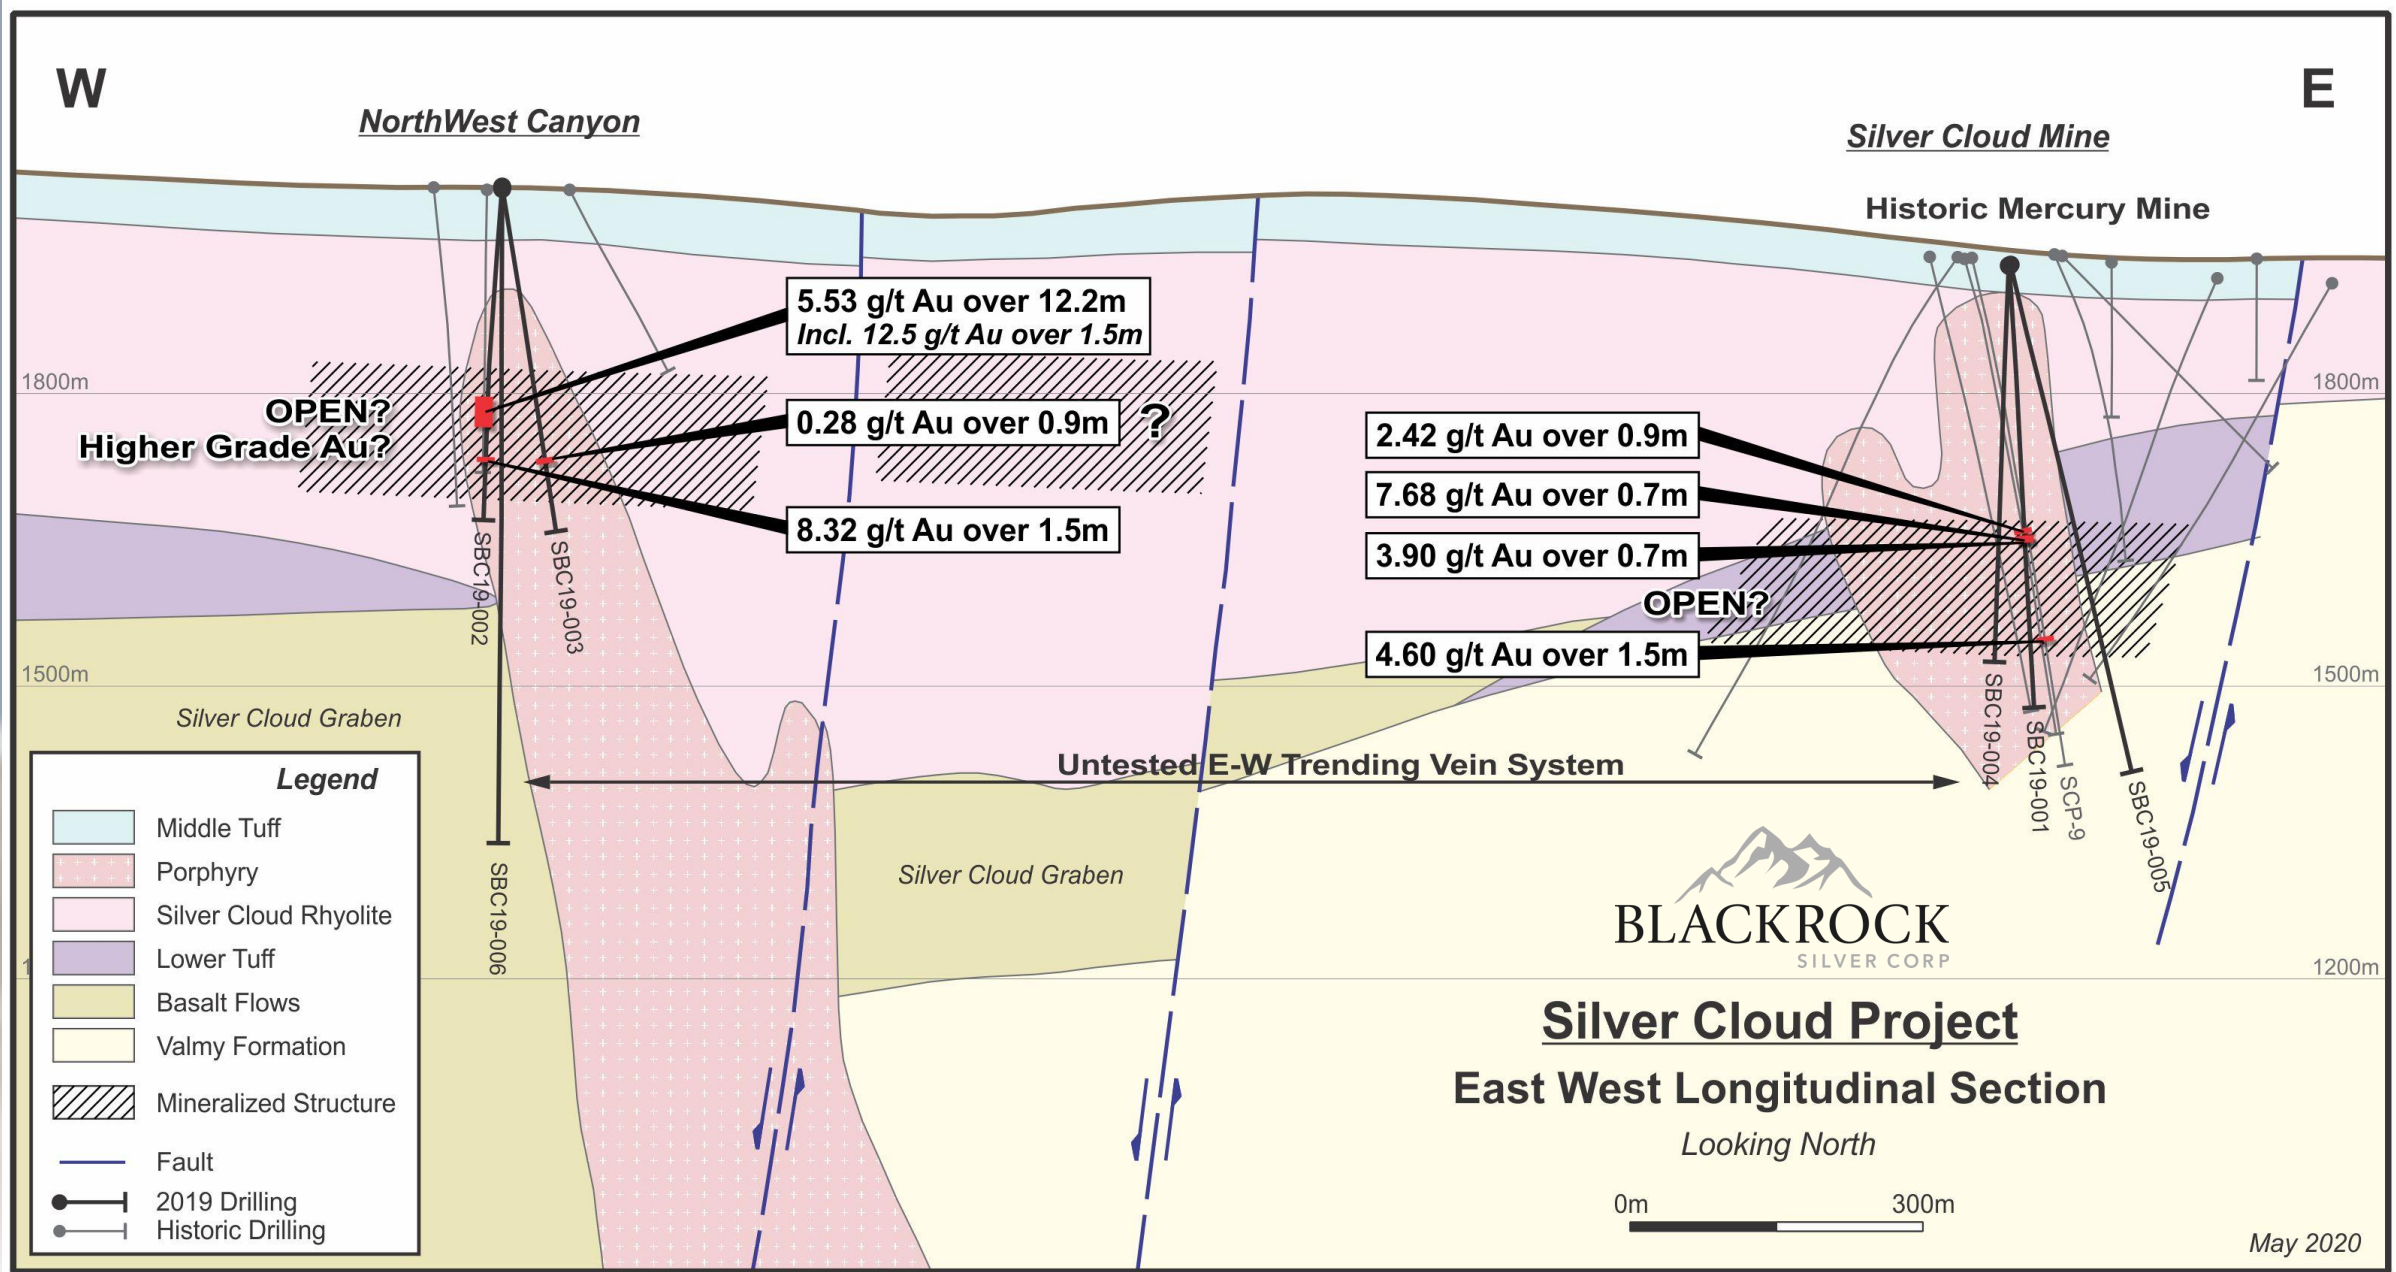 W
E
NorthWest Canyon
Silver Cloud Mine
Historic Mercury Mine
5.53 g/t Au over 12.2m
Incl. 12.5 g/t Au over 1.5m
1800m
1800m
OPEN?
Higher Grade Au?
0.28 g/t Au over 0.9m
?
8.32 g/t Au over 1.5m
2.42 g/t Au over 0.9m
7.68 g/t Au over 0.7m
3.90 g/t Au over 0.7m
OPEN?
4.60 g/t Au over 1.5m
SBC19-002
SBC19-003
1500m
1500m
Silver Cloud Graben
Untested E-W Trending Vein System
SBC19-004
SBC19-001
SCP-9
SBC19-005
SBC19-006
Silver Cloud Graben
Legend
Middle Tuff
Porphyry
Silver Cloud Rhyolite
Lower Tuff
Basalt Flows
Valmy Formation
Mineralized Structure
Fault
2019 Drilling
Historic Drilling
BLACKROCK
SILVER CORP
1200m
Silver Cloud Project
East West Longitudinal Section
Looking North
0m 300m
May 2020